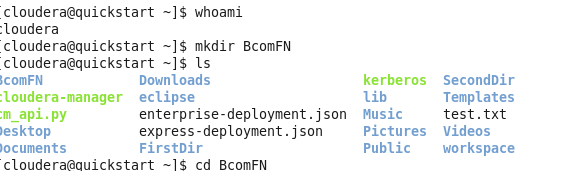 [cloudera@quickstart ~]$ whoami
cloudera
[cloudera@quickstart ~]$ mkdir BcomFN
[cloudera@quickstart ~]$ ls
BcomFN Downloads kerberos SecondDir
cloudera-manager eclipse lib Templates
cm_api.py enterprise-deployment.json Music test.txt
Desktop express-deployment.json Pictures Videos
Documents FirstDir Public workspace
[cloudera@quickstart ~]$ cd BcomFN